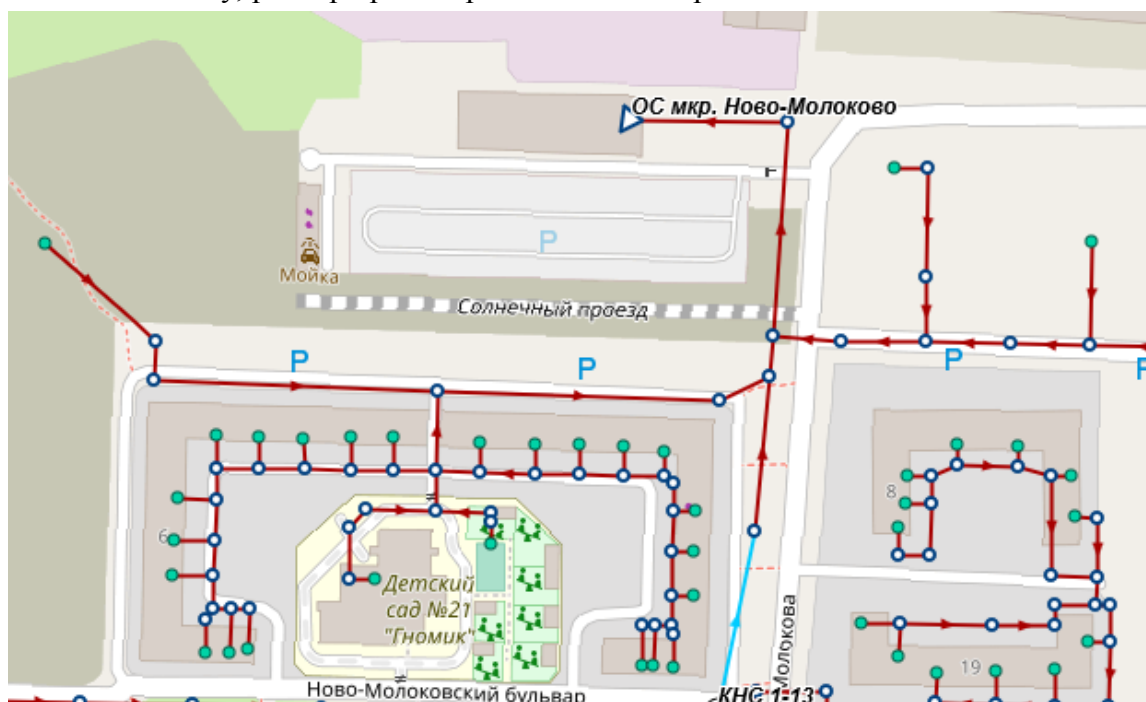 ОС мкр. Ново-Молоково
Мойка
P
Солнечный проезд
P
P
P
P
6
8
Детский
сад №21
"Гномик"
Молокова
19
Ново-Молоковский бульвар
КНС 1-13